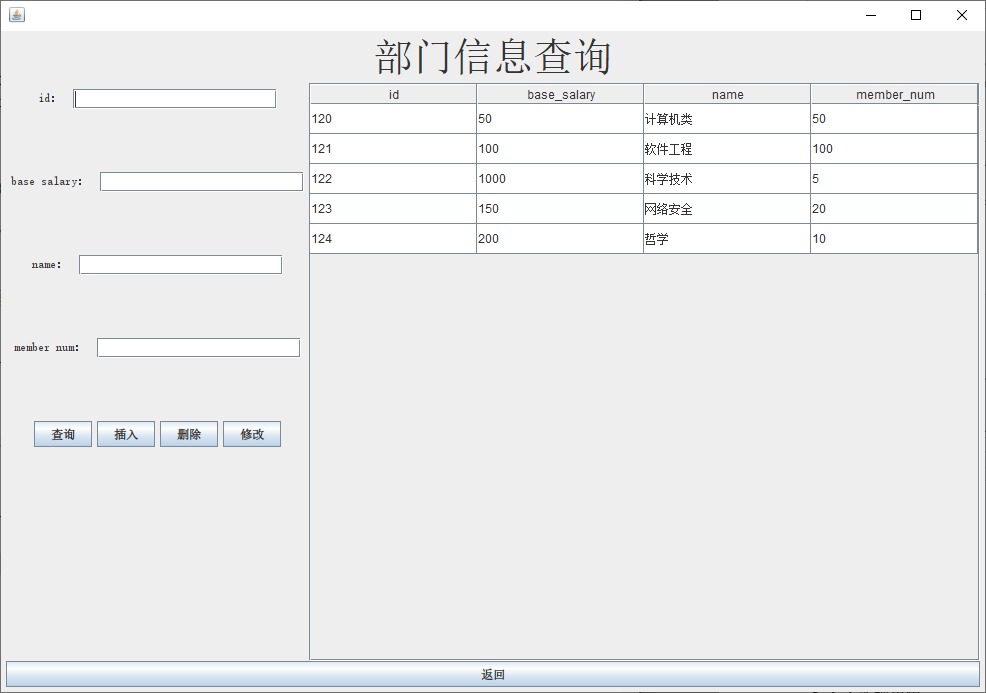 部门信息查询
id:
base salary:
name:
member num:
查询 插入 删除 修改
id base_salary name member_num
120 50 计算机类 50
121 100 软件工程 100
122 1000 科学技术 5
123 150 网络安全 20
124 200 哲学 10
返回